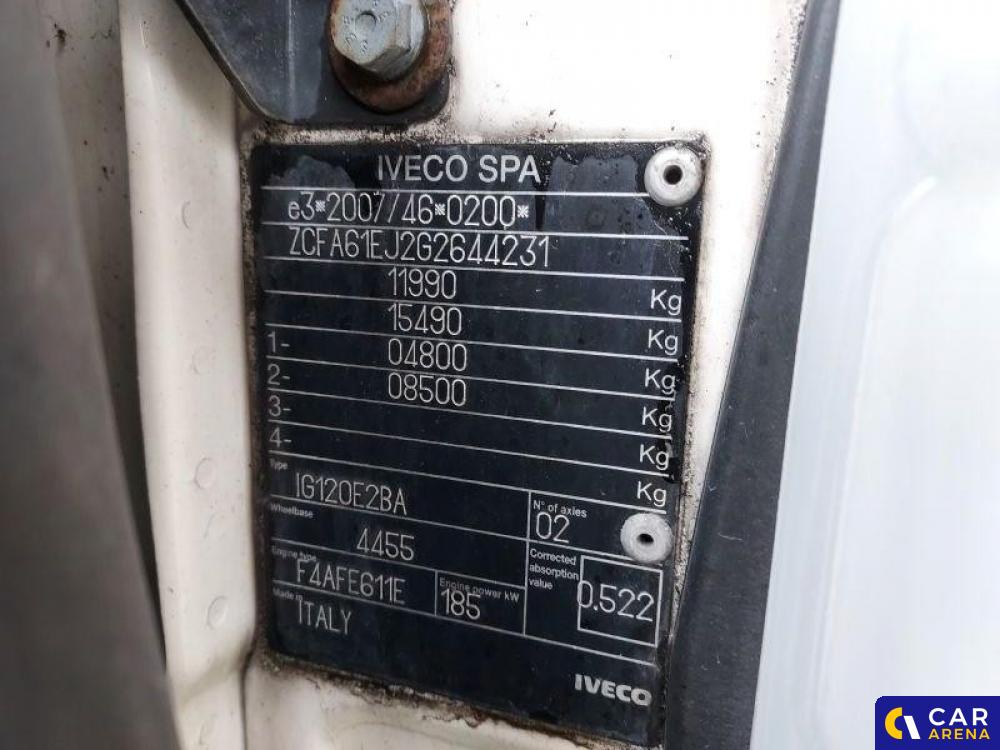 IVECO SPA
e3*2007/46*0200*
ZCFA61EJ2G2644231
11990 Kg
15490 Kg
1- 04800 Kg
2- 08500 Kg
3- Kg
4- Kg
Type
IG120E2BA
N° of axles
02
Wheelbase
4455
Corrected
absorption
value
0.522
Engine type
F4AFE611E
Engine power kW
185
Made in
ITALY
IVECO
CAR
ARENA